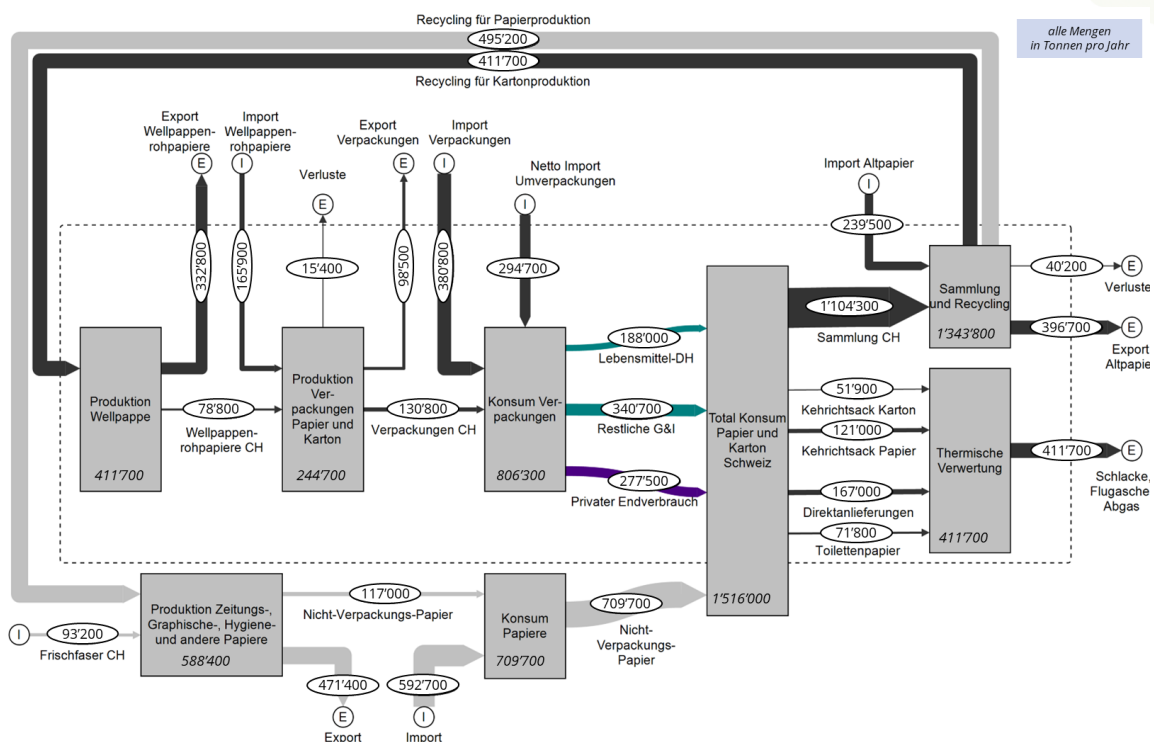 Recycling für Papierproduktion
495'200
411'700
Recycling für Kartonproduktion
alle Mengen
in Tonnen pro Jahr
Export
Wellpappen-
rohpapiere
E
Import
Wellpappen-
rohpapiere
I
Verluste
E
Export
Verpackungen
E
Import
Verpackungen
I
Netto Import
Umverpackungen
I
Import Altpapier
I
332'800
165'900
15'400
98'500
380'800
294'700
239'500
Produktion
Wellpappe
411'700
78'800
Wellpappen-
rohpapiere CH
Produktion
Ver-
packungen
Papier und
Karton
244'700
130'800
Verpackungen CH
Konsum Ver-
packungen
806'300
188'000
Lebensmittel-DH
340'700
Restliche G&I
277'500
Privater Endverbrauch
Total Konsum
Papier und
Karton
Schweiz
1'516'000
1'104'300
Sammlung CH
Sammlung
und Recycling
1'343'800
40'200
E
Verluste
396'700
E
Export
Altpapier
51'900
Kehrichtsack Karton
121'000
Kehrichtsack Papier
167'000
Direktanlieferungen
71'800
Toilettenpapier
Thermische
Verwertung
411'700
411'700
E
Schlacke,
Flugasche
Abgas
I
93'200
Frischfaser CH
Produktion Zeitungs-,
Graphische-, Hygiene-
und andere Papiere
588'400
117'000
Nicht-Verpackungs-Papier
471'400
E
Export
592'700
I
Import
Konsum
Papiere
709'700
709'700
Nicht-
Verpackungs-
Papier